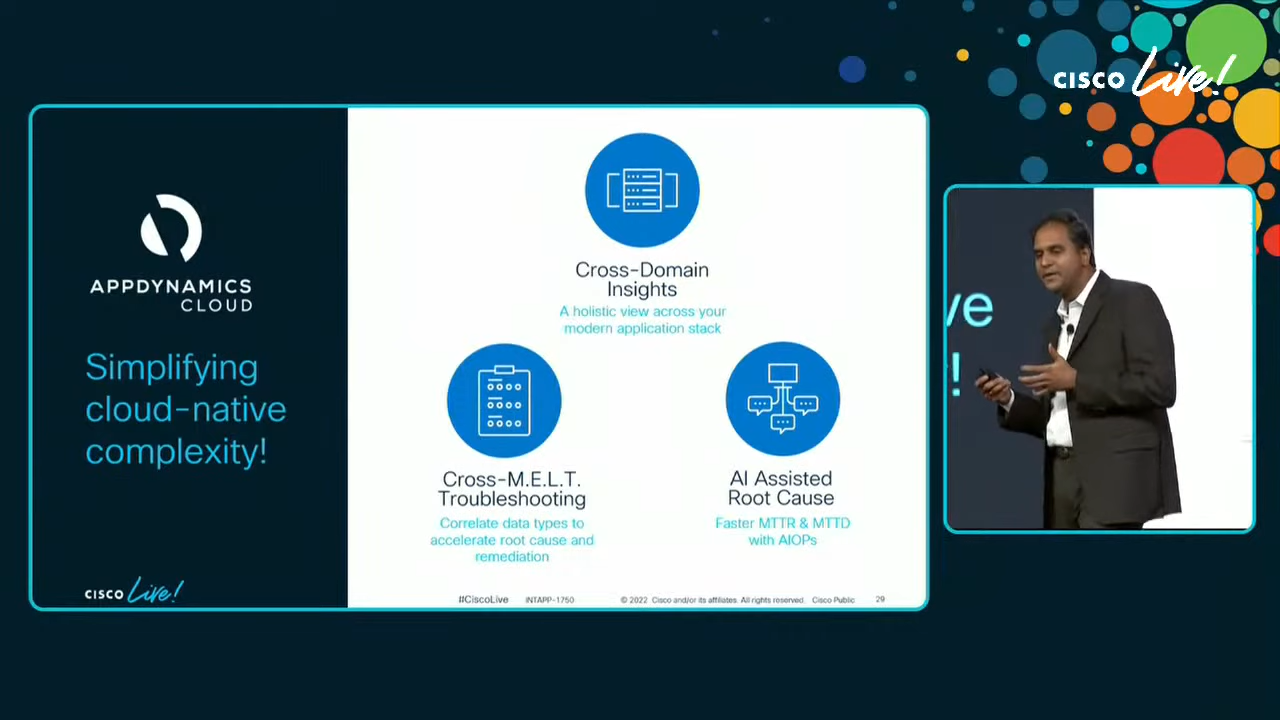 CISCO Live!
APPDYNAMICS
CLOUD
Simplifying
cloud-native
complexity!
CISCO Live!
Cross-Domain
Insights
A holistic view across your
modern application stack
Cross-M.E.L.T.
Troubleshooting
Correlate data types to
accelerate root cause and
remediation
AI Assisted
Root Cause
Faster MTTR & MTTD
with AIOPs
#CiscoLive INTAPP-1750 © 2022 Cisco and/or its affiliates. All rights reserved. Cisco Public 29
ve
!